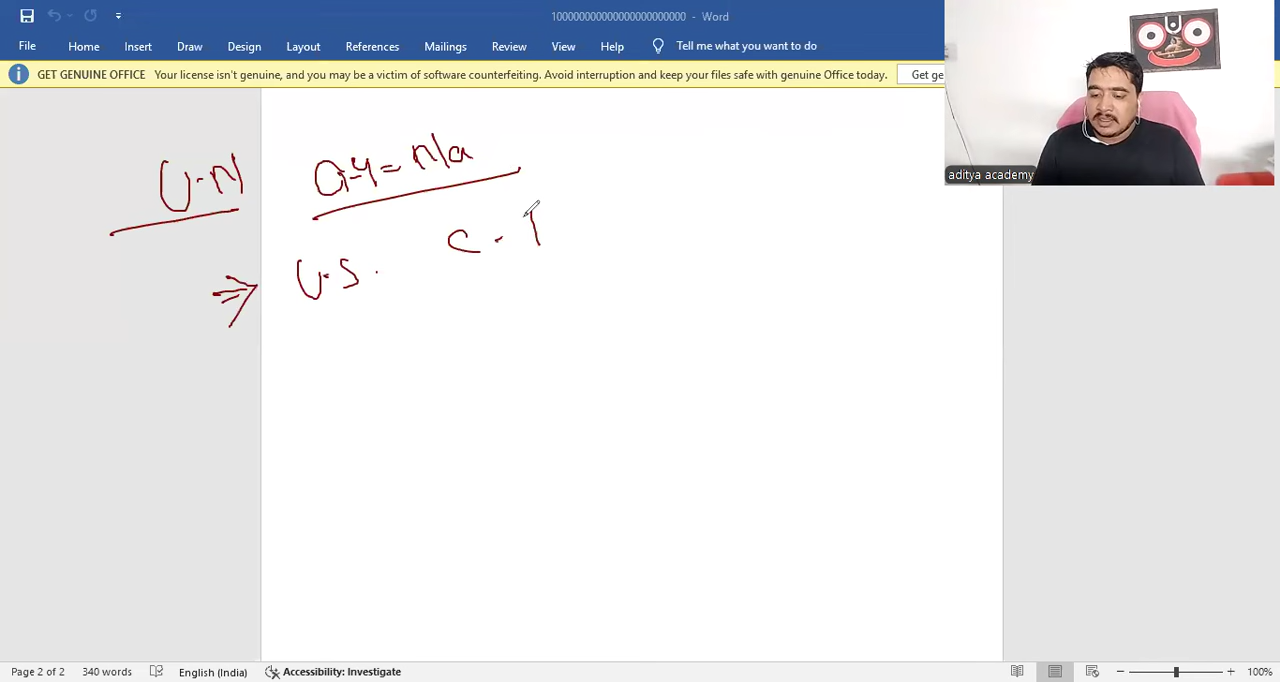 100000000000000000000000 - Word
File Home Insert Draw Design Layout References Mailings Review View Help Tell me what you want to do
GET GENUINE OFFICE Your license isn't genuine, and you may be a victim of software counterfeiting. Avoid interruption and keep your files safe with genuine Office today. Get ge
aditya academy
U.N
U.S.
C.
Page 2 of 2 340 words English (India) Accessibility: Investigate 100%